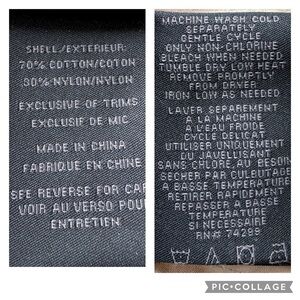 SHELL/EXTERIEUR:
70% COTTON/COTON
30% NYLON/NYLON
EXCLUSIVE OF TRIMS
EXCLUSIF DE MIC
MADE IN CHINA
FABRIQUE EN CHINE
SEE REVERSE FOR CAR
VOIR AU VERSO POUR
ENTRETIEN
MACHINE WASH COLD
SEPARATELY
GENTLE CYCLE
ONLY NON-CHLORINE
BLEACH WHEN NEEDED
TUMBLE DRY LOW HEAT
REMOVE PROMPTLY
FROM DRYER
IRON LOW AS NEEDED
LAVER SEPAREMENT
A LA MACHINE
A L'EAU FROIDE
CYCLE DELICAT
UTILISER UNIQUEMENT
DU JAVELLISANT
SANS CHLORE, AU BESOIN
SECHER PAR CULBUTAGE
A BASSE TEMPERATURE
RETIRER RAPIDEMENT
REPASSER A BASSE
TEMPERATURE
SI NECESSAIRE
RN# 74299
PIC•COLLAGE